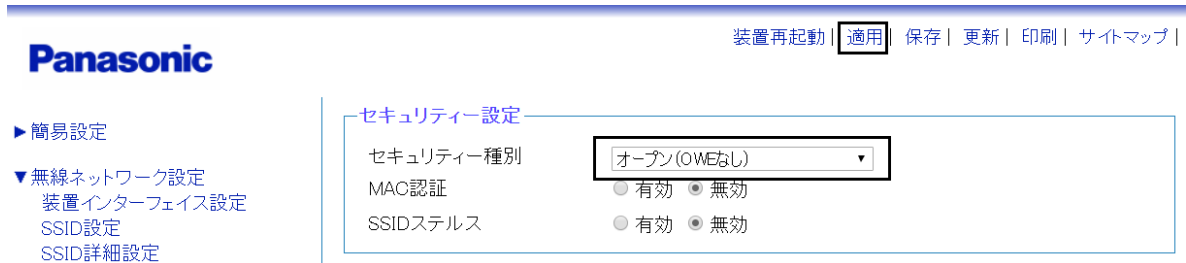 装置再起動| 適用| 保存| 更新| 印刷| サイトマップ|
Panasonic
▶簡易設定
▼無線ネットワーク設定
装置インターフェイス設定
SSID設定
SSID詳細設定
セキュリティー設定
セキュリティー種別 オープン(OWEなし)
MAC認証 有効 無効
SSIDステルス 有効 無効